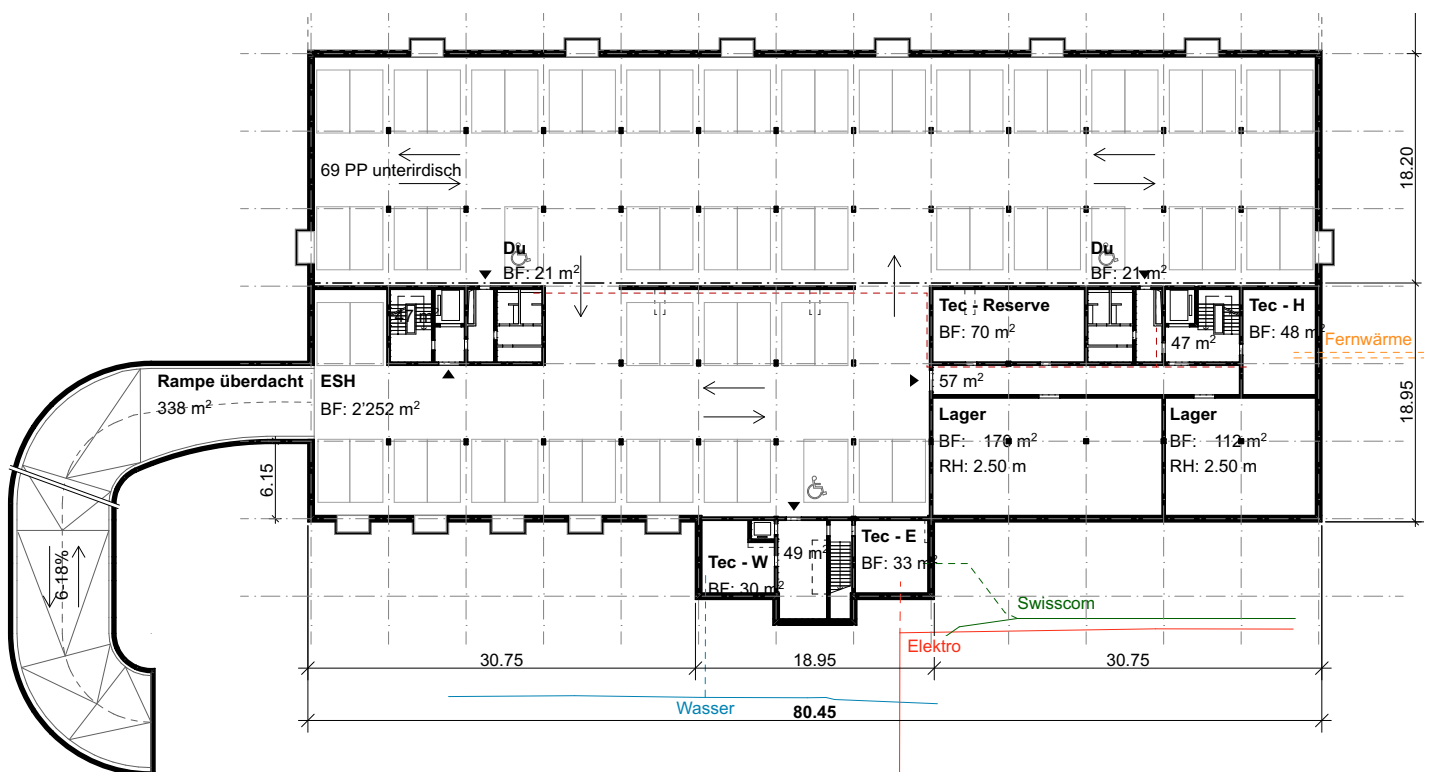 69 PP unterirdisch
18.20
Du
BF: 21 m²
Du
BF: 21 m²
47 m²
Tec - Reserve
BF: 70 m²
47 m²
Tec - H
BF: 48 m²
Fernwärme
Rampe überdacht
338 m²
ESH
BF: 2'252 m²
57 m²
Lager
BF: 170 m²
RH: 2.50 m
Lager
BF: 112 m²
RH: 2.50 m
18.95
6.15
6-18%
Tec - W
BF: 30 m²
49 m²
Tec - E
BF: 33 m²
Swisscom
Elektro
30.75
18.95
30.75
Wasser
80.45